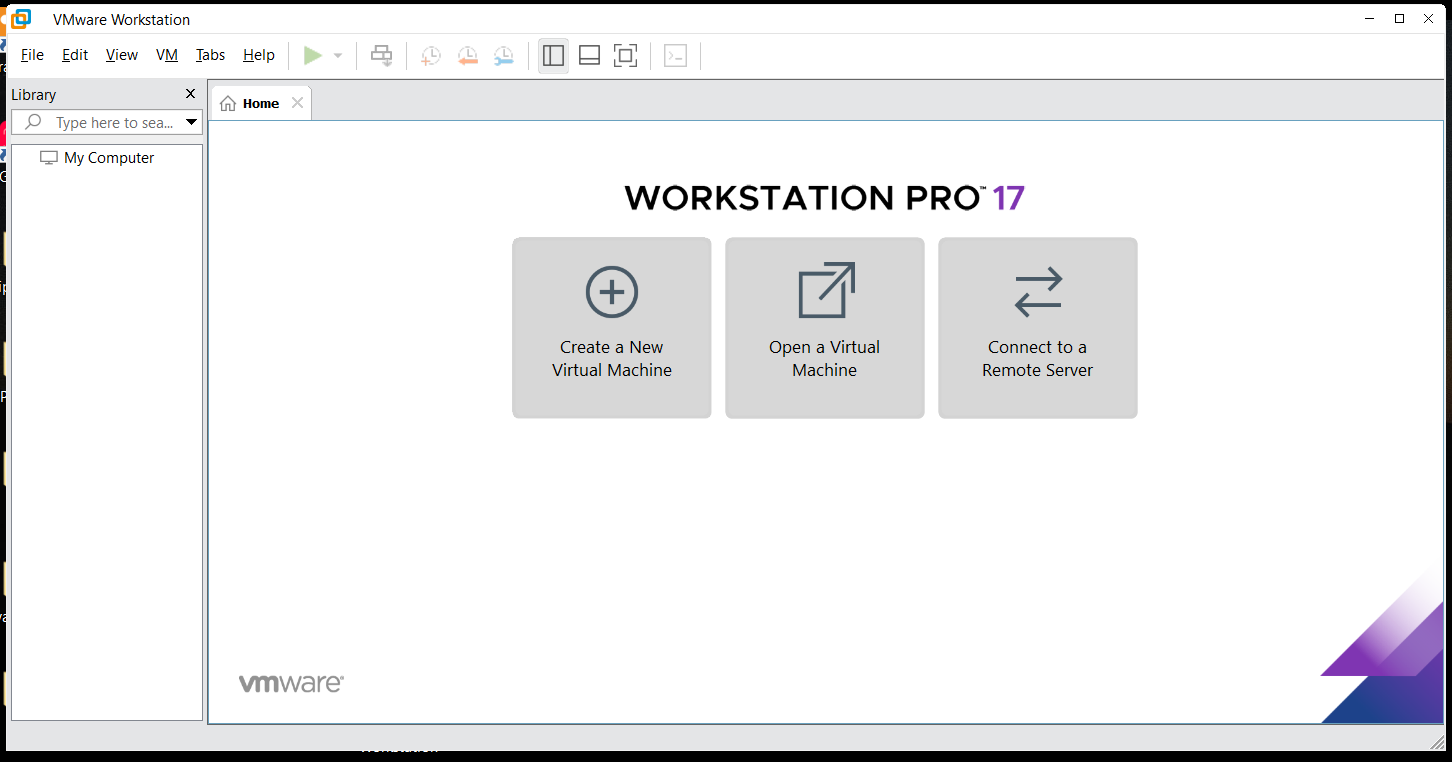 VMware Workstation
File Edit View VM Tabs Help
Library
Type here to sea...
My Computer
Home
WORKSTATION PRO™ 17
Create a New
Virtual Machine
Open a Virtual
Machine
Connect to a
Remote Server
vmware®